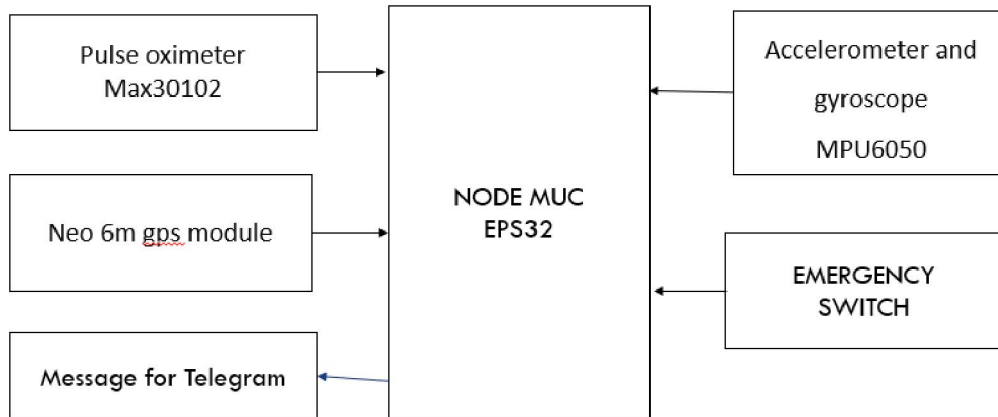 Pulse oximeter
Max30102
Neo 6m gps module
Message for Telegram
NODE MUC
EPS32
Accelerometer and
gyroscope
MPU6050
EMERGENCY
SWITCH